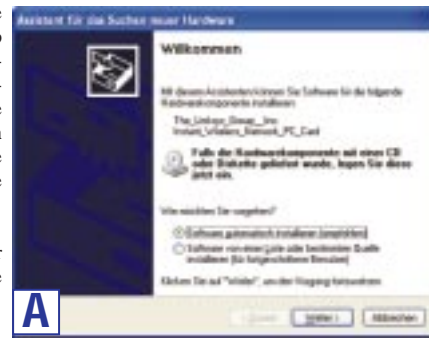 Assistent für das Suchen neuer Hardware
Willkommen
Mit diesem Assistenten können Sie Software für die folgende
Hardwarekomponente installieren:
The_Linksys_Group,_Inc
Instant_Wireless_Network_PC_Card
Falls die Hardwarekomponente mit einer CD
oder Diskette geliefert wurde, legen Sie diese
jetzt ein.
Wie möchten Sie vorgehen?
Software automatisch installieren (empfohlen)
Software von einer Liste oder bestimmten Quelle
installieren (für fortgeschrittene Benutzer)
Klicken Sie auf "Weiter", um den Vorgang fortzusetzen.
Weiter >
Abbrechen
A